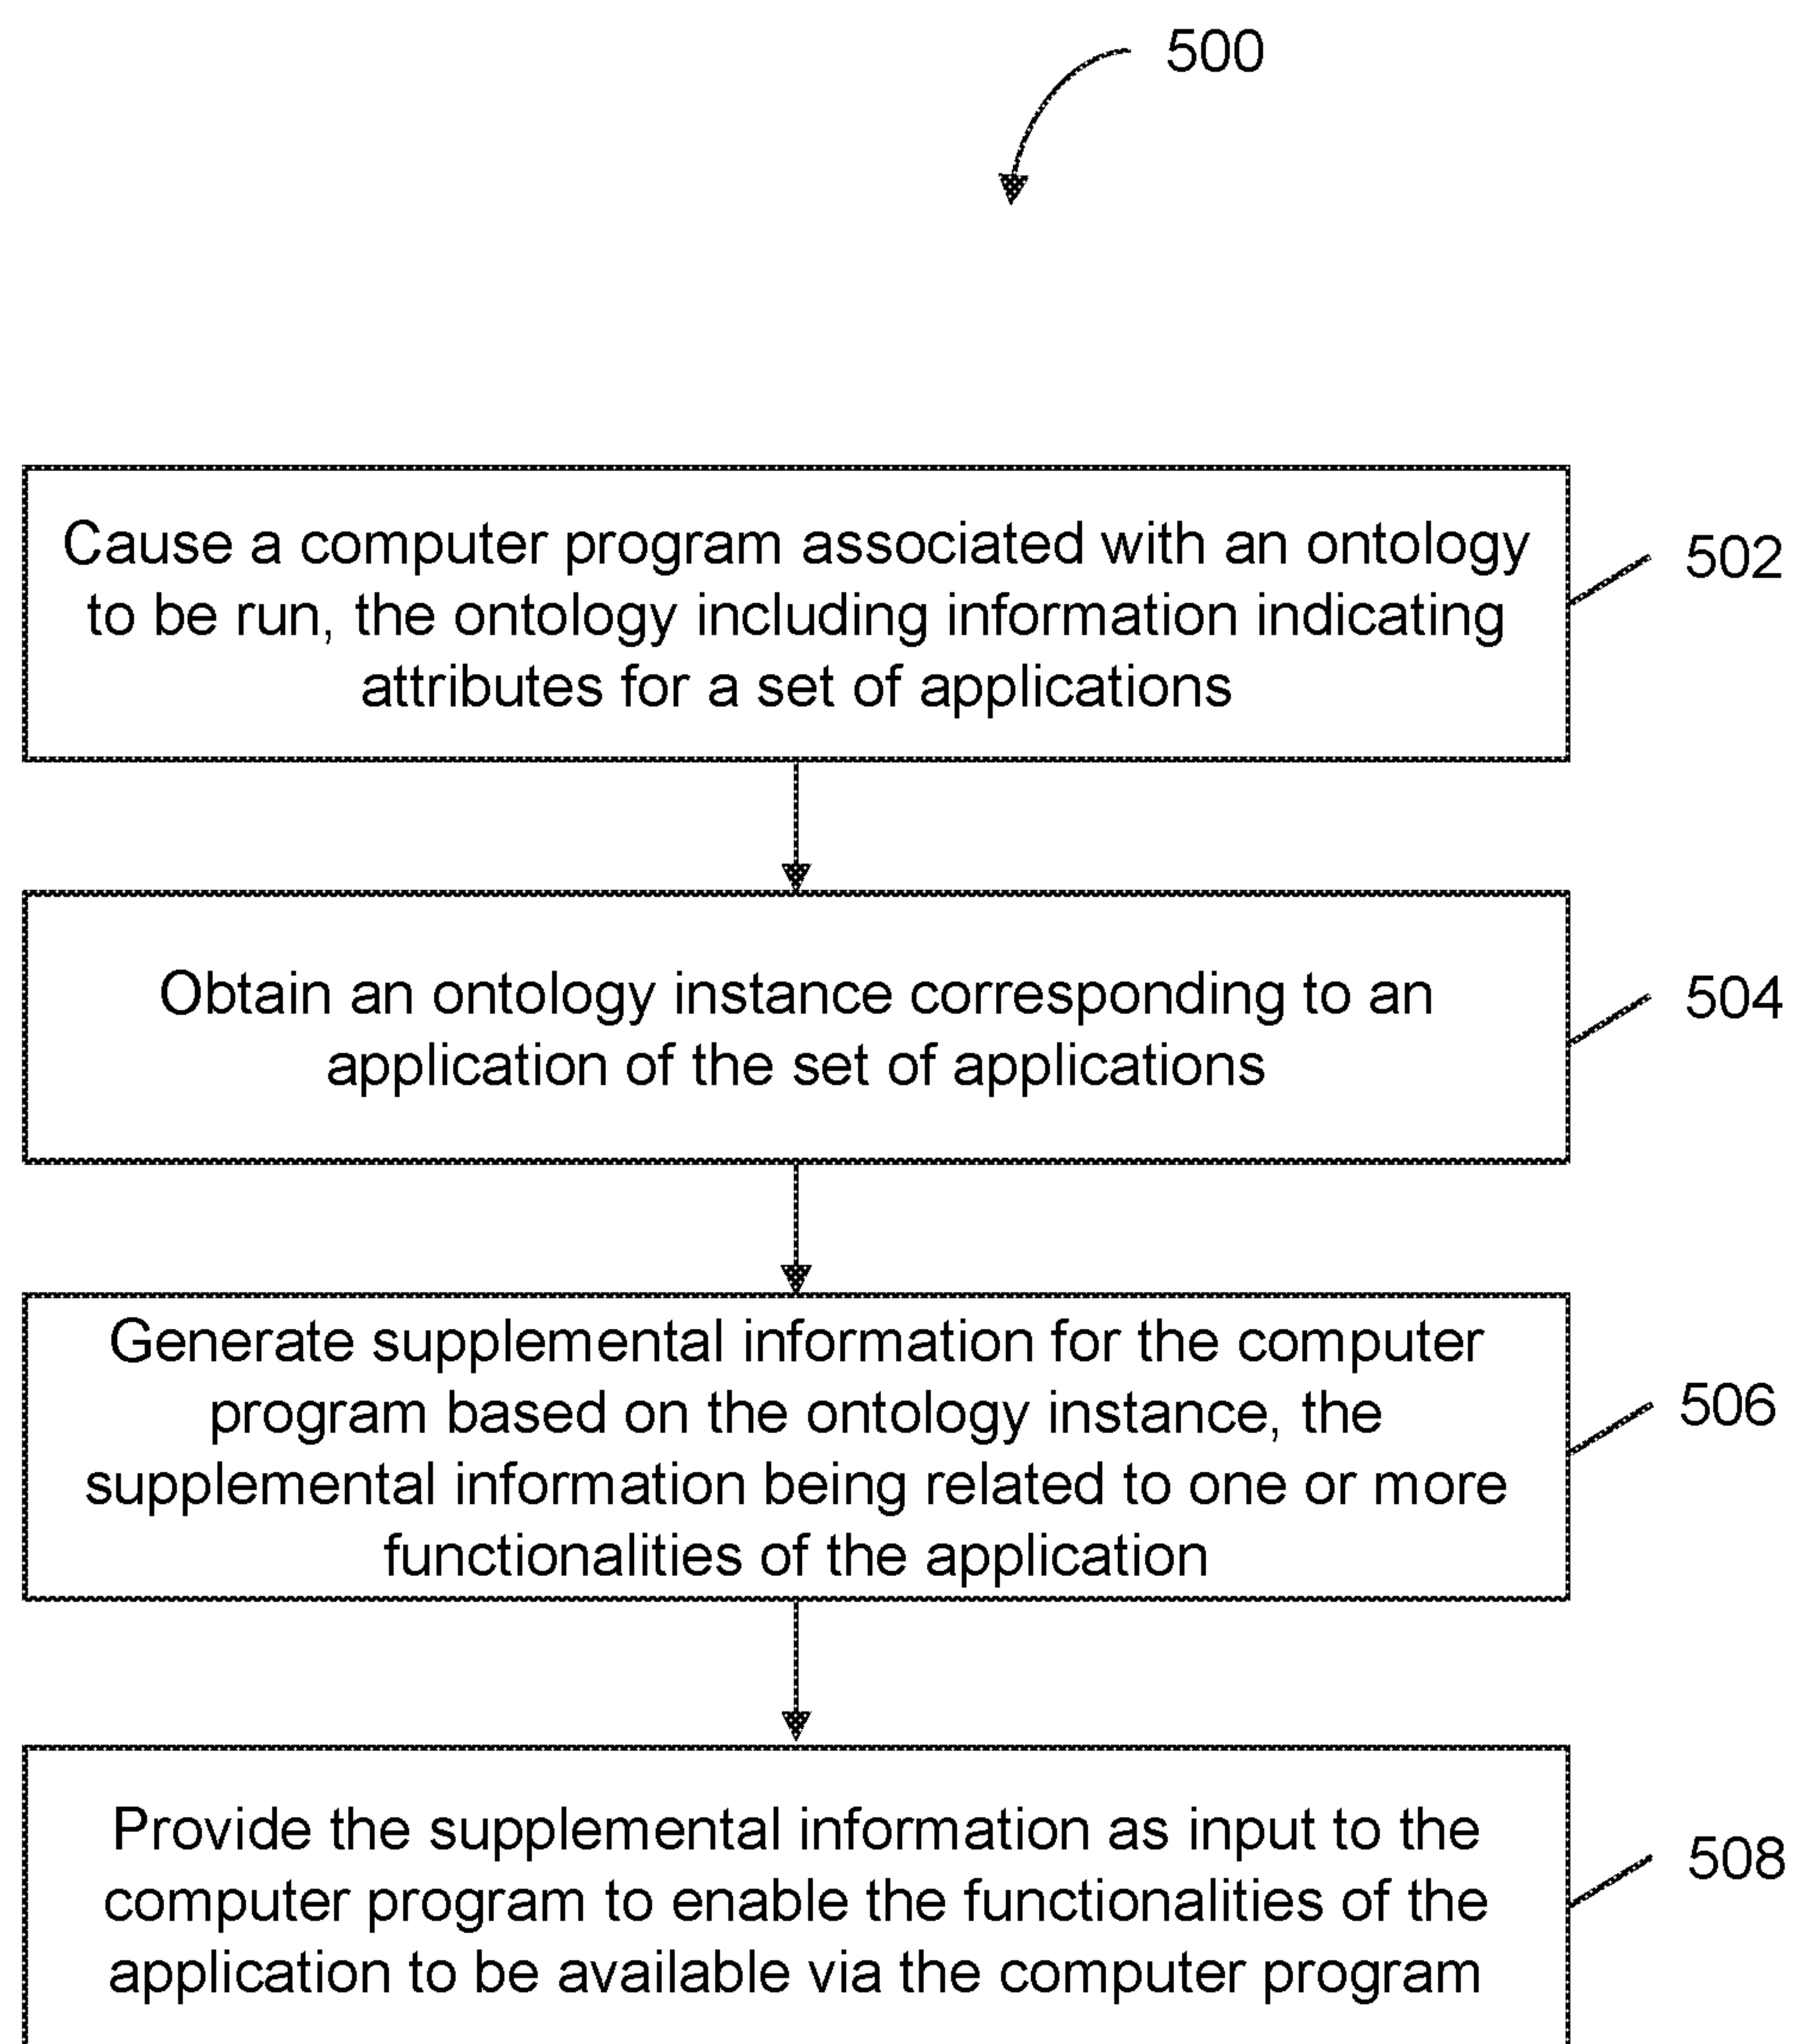 500
Cause a computer program associated with an ontology
to be run, the ontology including information indicating
attributes for a set of applications
502
Obtain an ontology instance corresponding to an
application of the set of applications
504
Generate supplemental information for the computer
program based on the ontology instance, the
supplemental information being related to one or more
functionalities of the application
506
Provide the supplemental information as input to the
computer program to enable the functionalities of the
application to be available via the computer program
508